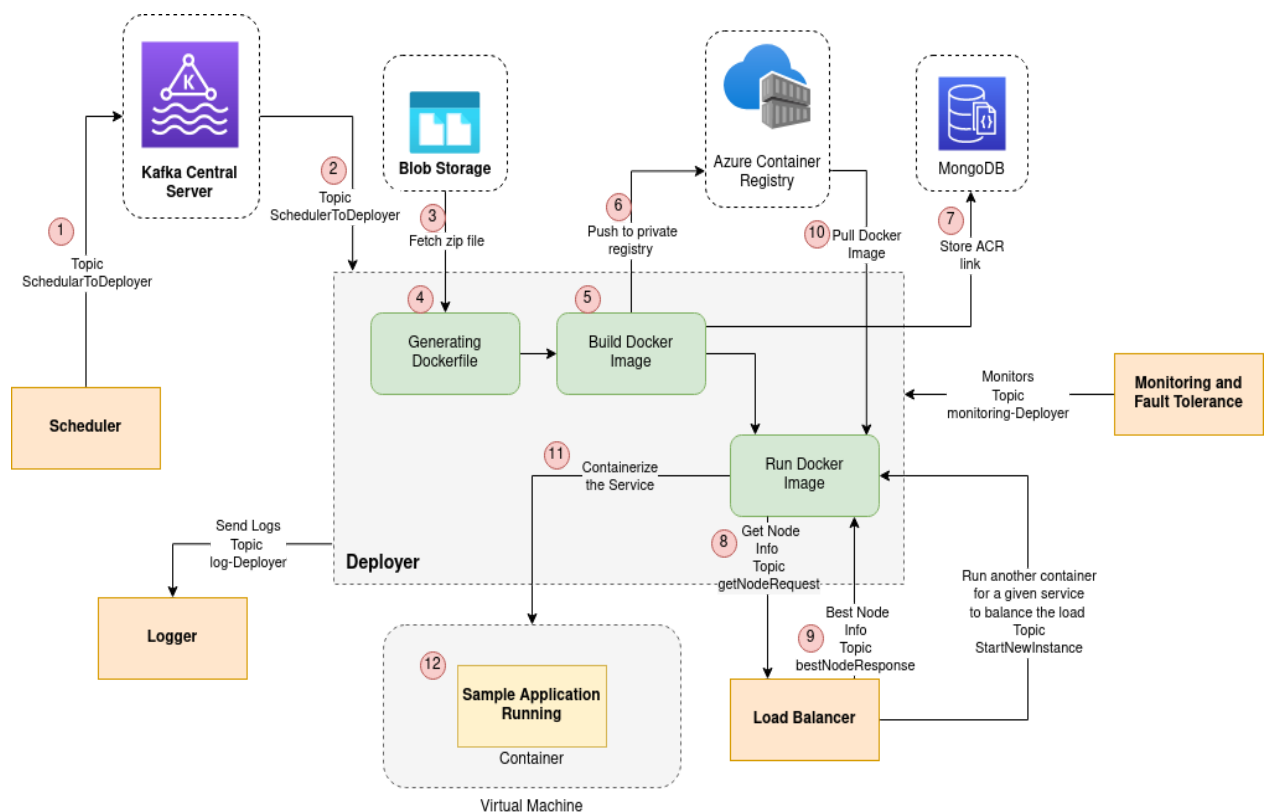 K
Kafka Central
Server
Blob Storage
Azure Container
Registry
{}
MongoDB
1
Topic
SchedularToDeployer
2
Topic
SchedulerToDeployer
3
Fetch zip file
6
Push to private
registry
10
Pull Docker
Image
7
Store ACR
link
4
Generating
Dockerfile
5
Build Docker
Image
Scheduler
Monitors
Topic
monitoring-Deployer
Monitoring and
Fault Tolerance
11
Containerize
the Service
Run Docker
Image
Send Logs
Topic
log-Deployer
Deployer
8
Get Node
Info
Topic
getNodeRequest
9
Best Node
Info
Topic
bestNodeResponse
Run another container
for a given service
to balance the load
Topic
StartNewInstance
Logger
12
Sample Application
Running
Container
Virtual Machine
Load Balancer